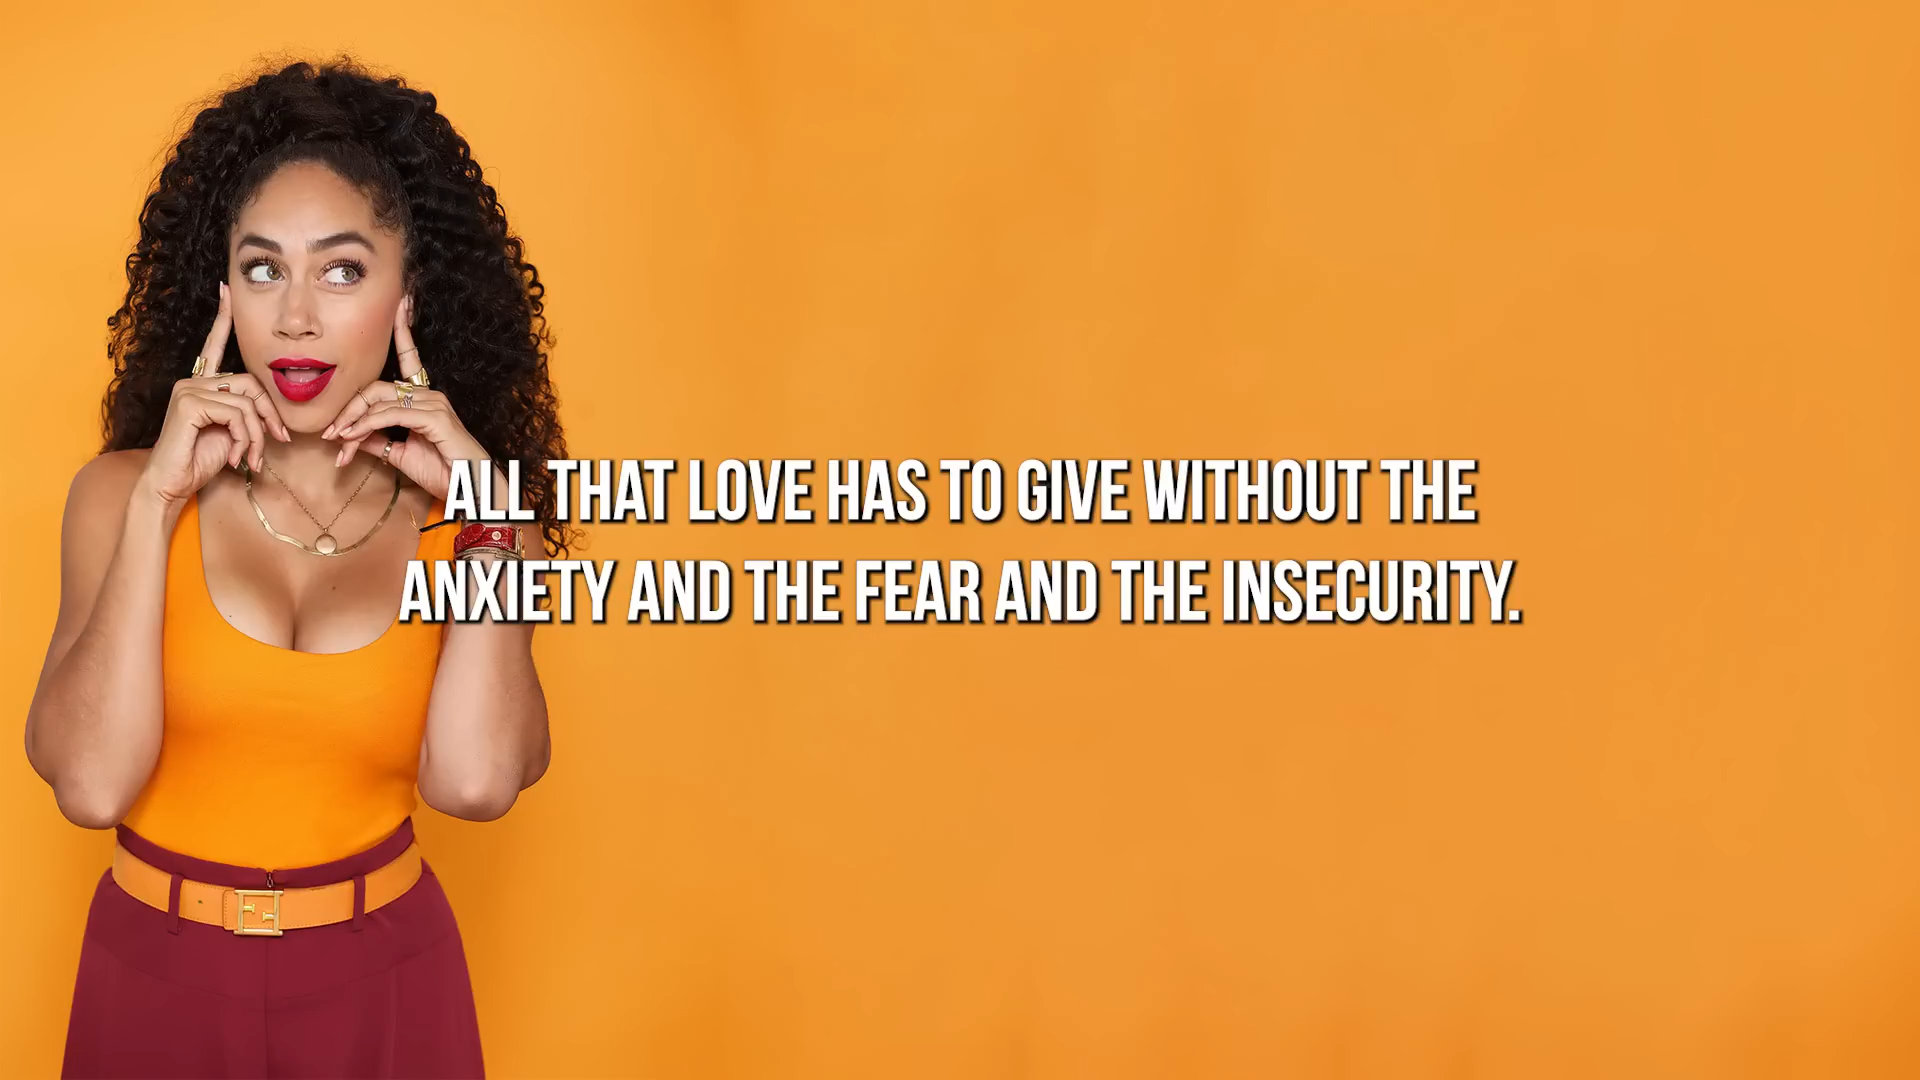 ALL THAT LOVE HAS TO GIVE WITHOUT THE
ANXIETY AND THE FEAR AND THE INSECURITY.